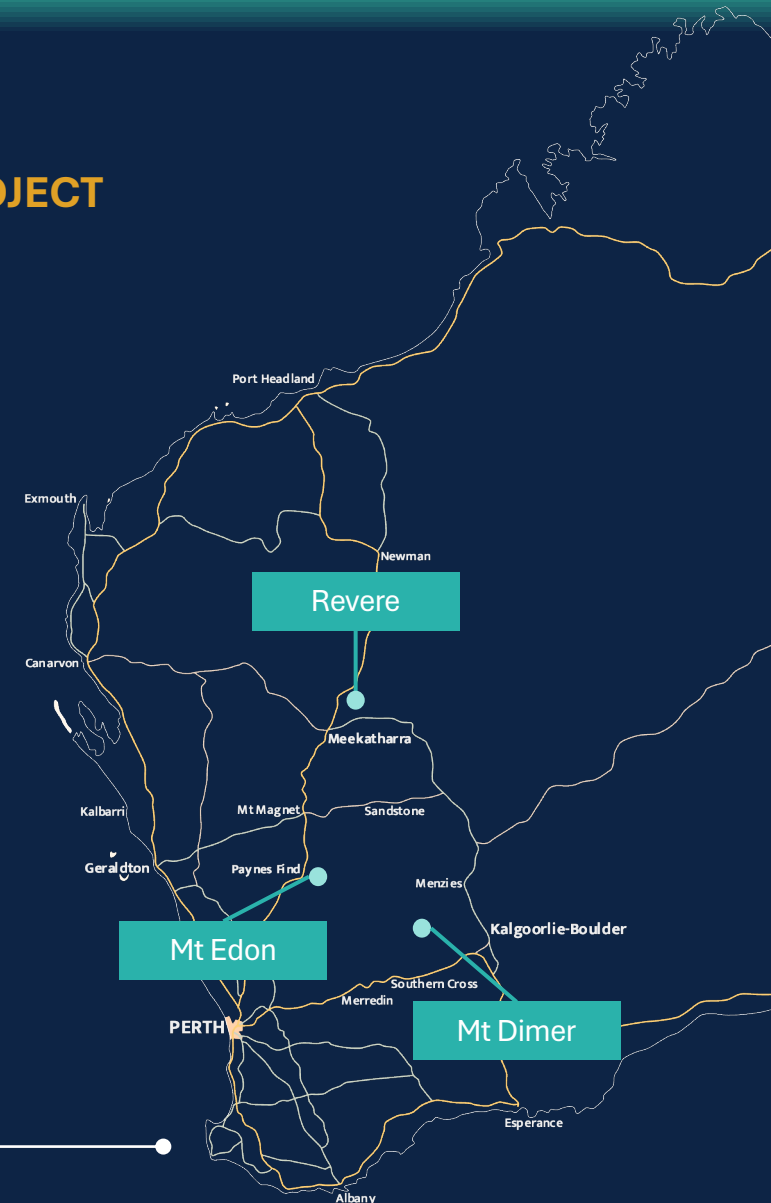 OJECT
Port Headland
Exmouth
Newman
Revere
Canarvon
Meekatharra
Kalbarri
Mt Magnet
Sandstone
Geraldton
Paynes Find
Menzies
Kalgoorlie-Boulder
Mt Edon
Southern Cross
Merredin
PERTH
Mt Dimer
Esperance
Albany